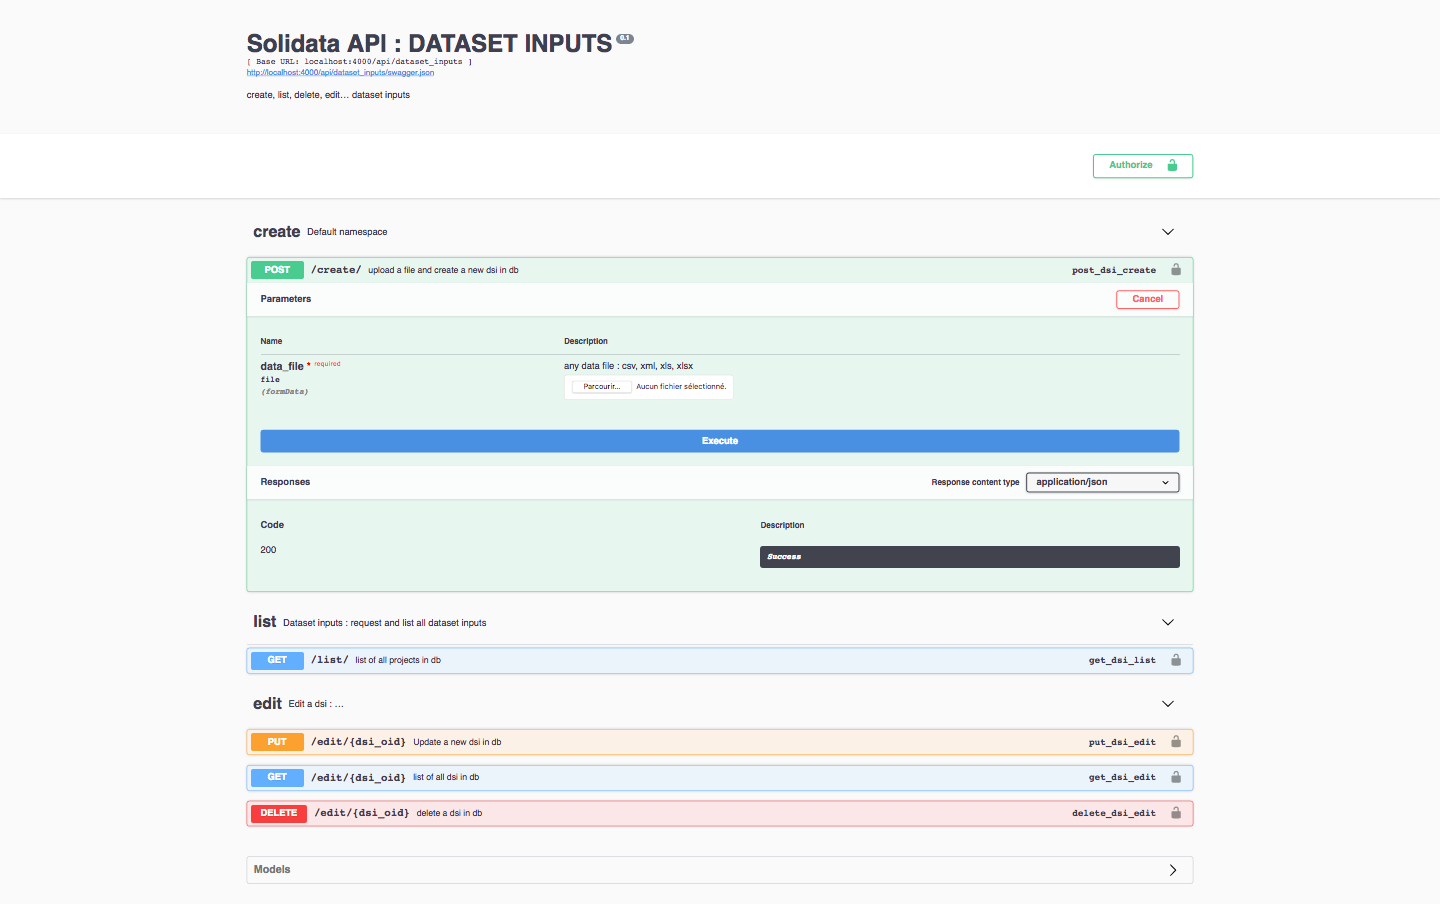 Solidata API : DATASET INPUTS 0.1
[ Base URL: localhost:4000/api/dataset_inputs ]
http://localhost:4000/api/dataset_inputs/swagger.json
create, list, delete, edit... dataset inputs
Authorize
create Default namespace
POST /create/ upload a file and create a new dsi in db post_dsi_create
Parameters Cancel
Name Description
data_file * required any data file : csv, xml, xls, xlsx
file
(formData)
Parcourir... Aucun fichier sélectionné.
Execute
Responses Response content type application/json
Code Description
200 Success
list Dataset inputs : request and list all dataset inputs
GET /list/ list of all projects in db get_dsi_list
edit Edit a dsi : ...
PUT /edit/{dsi_oid} Update a new dsi in db put_dsi_edit
GET /edit/{dsi_oid} list of all dsi in db get_dsi_edit
DELETE /edit/{dsi_oid} delete a dsi in db delete_dsi_edit
Models